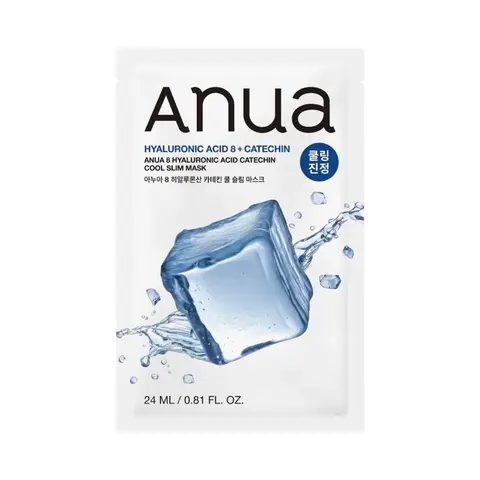 Anua
HYALURONIC ACID 8 + CATECHIN
ANUA 8 HYALURONIC ACID CATECHIN
COOL SLIM MASK
아누아 8 히알루론산 카테킨 쿨 슬림 마스크
쿨링
진정
24 ML / 0.81 FL. OZ.